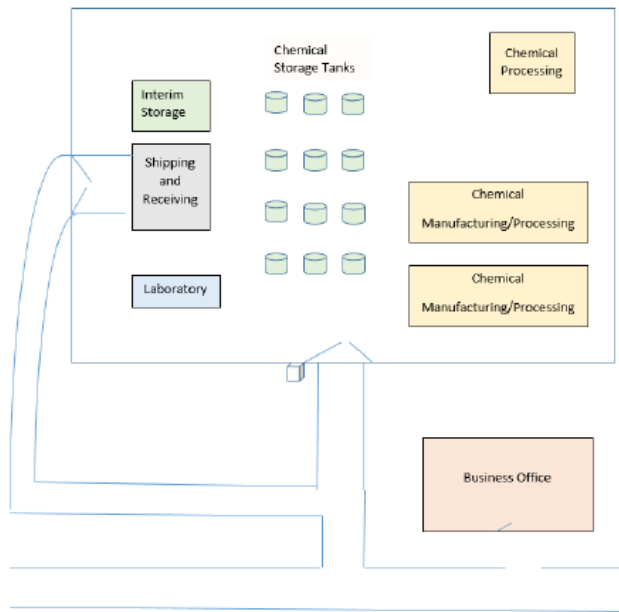 Chemical
Storage Tanks
Chemical
Processing
Interim
Storage
Shipping
and
Receiving
Chemical
Manufacturing/Processing
Laboratory
Chemical
Manufacturing/Processing
Business Office